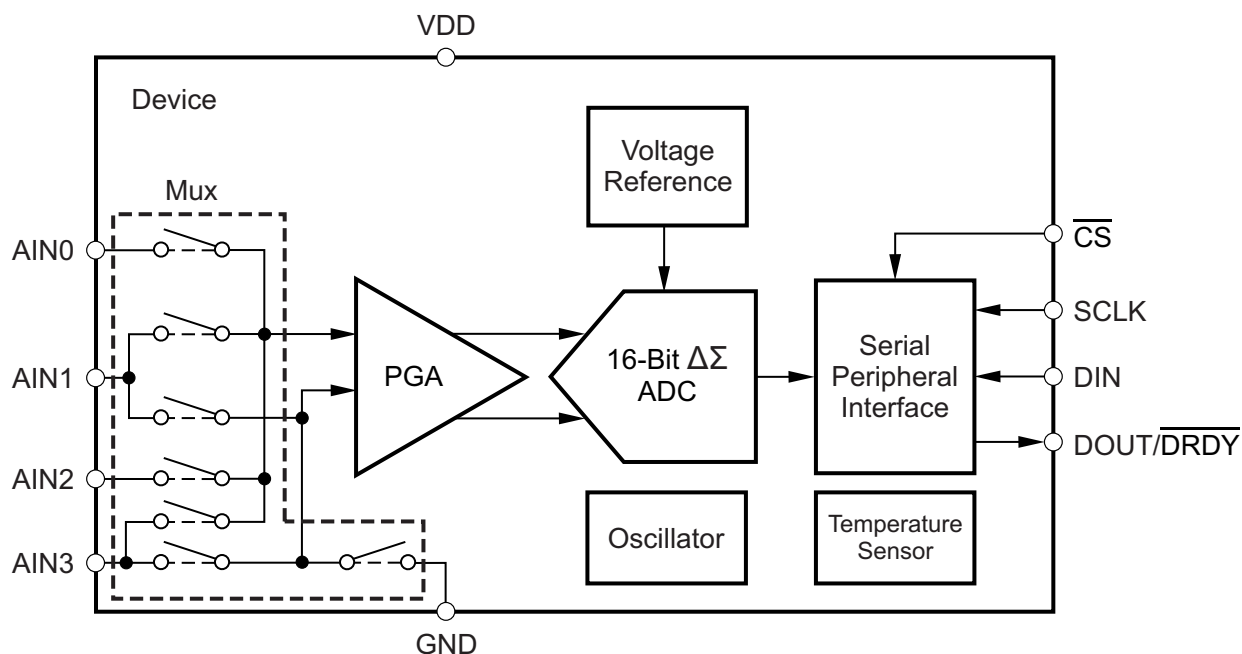 VDD
Device
Voltage
Reference
Mux
AIN0
CS
SCLK
AIN1
PGA
16-Bit ΔΣ
ADC
Serial
Peripheral
Interface
DIN
DOUT/DRDY
AIN2
AIN3
Oscillator
Temperature
Sensor
GND